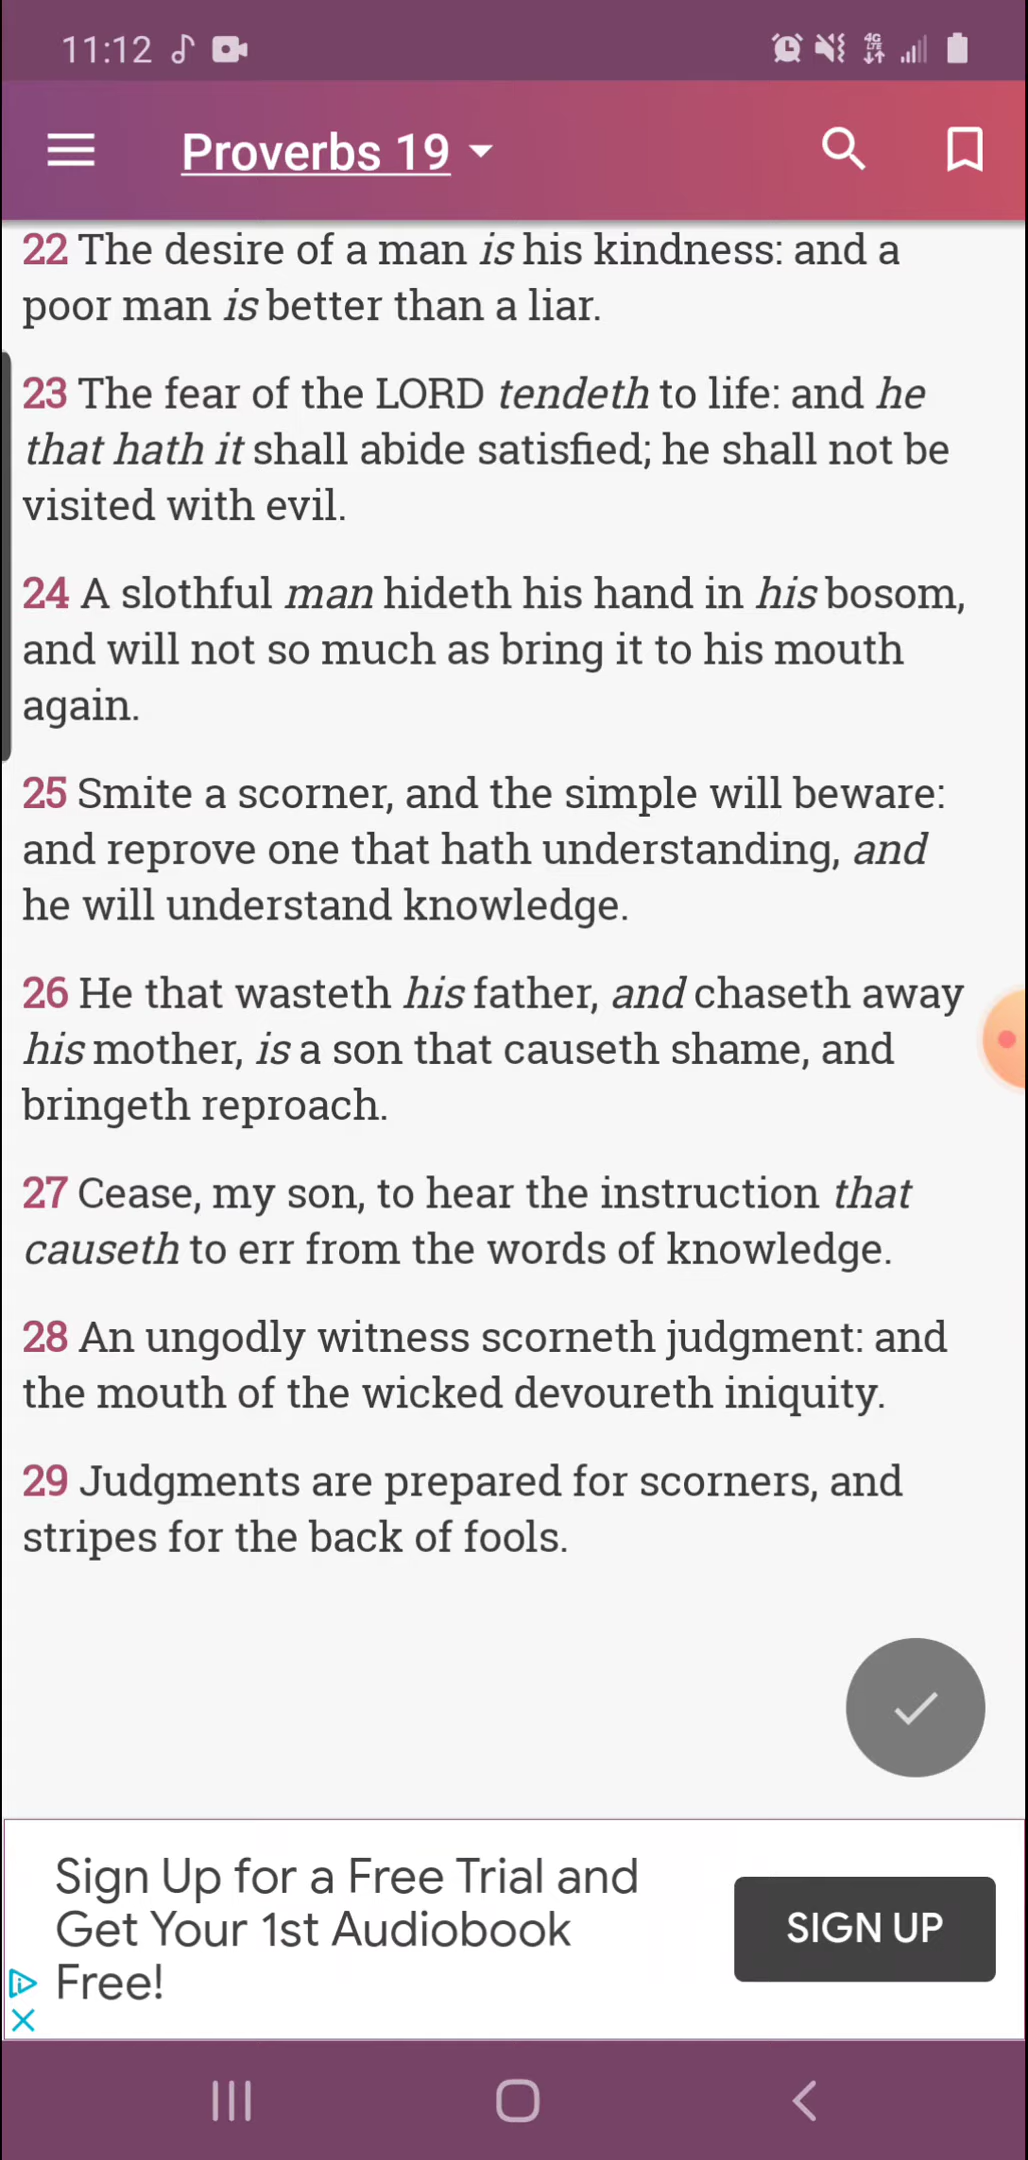 11:12
4G
LTE
Proverbs 19
22 The desire of a man is his kindness: and a
poor man is better than a liar.
23 The fear of the LORD tendeth to life: and he
that hath it shall abide satisfied; he shall not be
visited with evil.
24 A slothful man hideth his hand in his bosom,
and will not so much as bring it to his mouth
again.
25 Smite a scorner, and the simple will beware:
and reprove one that hath understanding, and
he will understand knowledge.
26 He that wasteth his father, and chaseth away
his mother, is a son that causeth shame, and
bringeth reproach.
27 Cease, my son, to hear the instruction that
causeth to err from the words of knowledge.
28 An ungodly witness scorneth judgment: and
the mouth of the wicked devoureth iniquity.
29 Judgments are prepared for scorners, and
stripes for the back of fools.
Sign Up for a Free Trial and
Get Your 1st Audiobook
Free!
SIGN UP